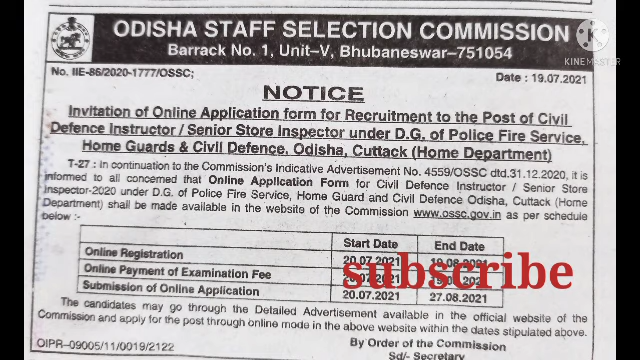 ODISHA STAFF SELECTION COMMISSION
Barrack No. 1, Unit-V, Bhubaneswar-751054
KINEMASTER
No. IIE-86/2020-1777/OSSC;
Date : 19.07.2021
NOTICE
Invitation of Online Application form for Recruitment to the Post of Civil
Defence Instructor / Senior Store Inspector under D.G. of Police Fire Service,
Home Guards & Civil Defence, Odisha, Cuttack (Home Department)
T-27 : In continuation to the Commission's Indicative Advertisement No. 4559/OSSC dtd.31.12.2020, it is
informed to all concerned that Online Application Form for Civil Defence Instructor / Senior Store
Inspector-2020 under D.G. of Police Fire Service, Home Guard and Civil Defence Odisha, Cuttack (Home
Department) shall be made available in the website of the Commission www.ossc.gov.in as per schedule
below :-
Start Date End Date
Online Registration 20.07.2021 19.08.2021
Online Payment of Examination Fee
subscribe
Submission of Online Application 20.07.2021 27.08.2021
The candidates may go through the Detailed Advertisement available in the official website of the
Commission and apply for the post through online mode in the above website within the dates stipulated above.
By Order of the Commission
OIPR-09005/11/0019/2122
Sd/- Secretary